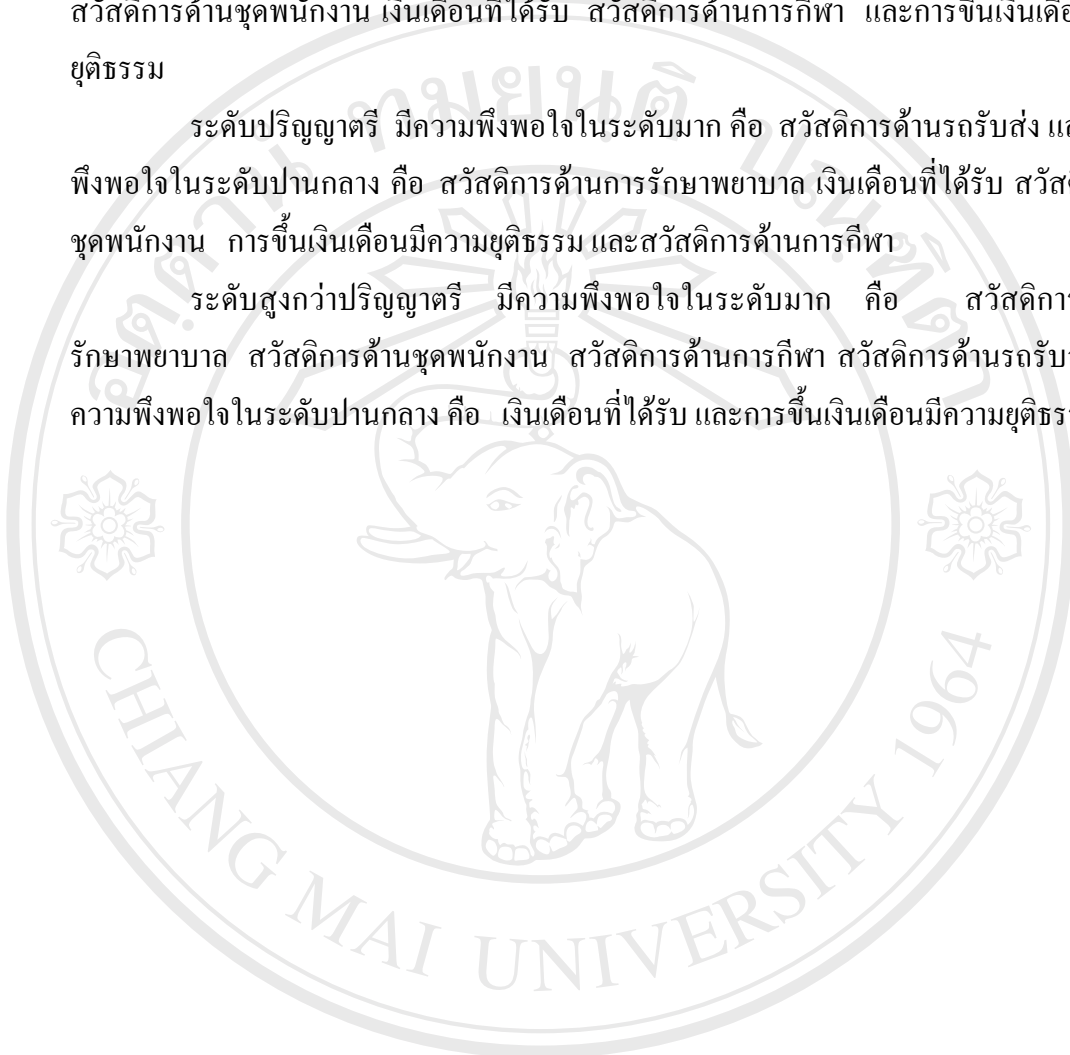 สวัสดิการด้านชุดพนักงาน เงินเดือนที่ได้รับ สวัสดิการด้านการกีฬา และการขึ้นเงินเดือ
ยุติธรรม
ระดับปริญญาตรี มีความพึงพอใจในระดับมาก คือ สวัสดิการด้านรถรับส่ง และ
พึงพอใจในระดับปานกลาง คือ สวัสดิการด้านการรักษาพยาบาล เงินเดือนที่ได้รับ สวัสดิ
ชุดพนักงาน การขึ้นเงินเดือนมีความยุติธรรม และสวัสดิการด้านการกีฬา
ระดับสูงกว่าปริญญาตรี มีความพึงพอใจในระดับมาก คือ สวัสดิการ
รักษาพยาบาล สวัสดิการด้านชุดพนักงาน สวัสดิการด้านการกีฬา สวัสดิการด้านรถรับ
ความพึงพอใจในระดับปานกลาง คือ เงินเดือนที่ได้รับ และการขึ้นเงินเดือนมีความยุติธรร
อตฺตานํ ทมยนฺติ ปณฺฑิตา
CHIANG MAI UNIVERSITY 1964